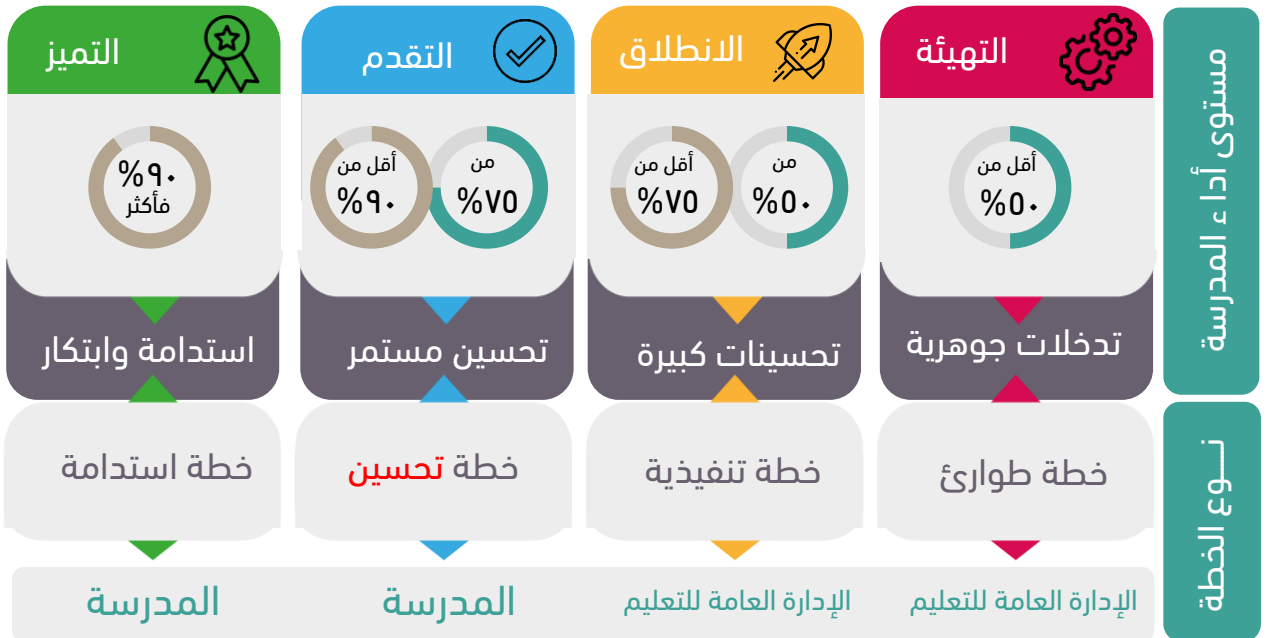 مستوى أداء المدرسة
التهيئة
الانطلاق
التقدم
التميز
أقل من
%٥٠
من
%٥٠
أقل من
%٧٥
من
%٧٥
أقل من
%٩٠
%٩٠
فأكثر
تدخلات جوهرية
تحسينات كبيرة
تحسين مستمر
استدامة وابتكار
نـــوع الخطة
خطة طوارئ
خطة تنفيذية
خطة تحسين
خطة استدامة
الإدارة العامة للتعليم
الإدارة العامة للتعليم
المدرسة
المدرسة